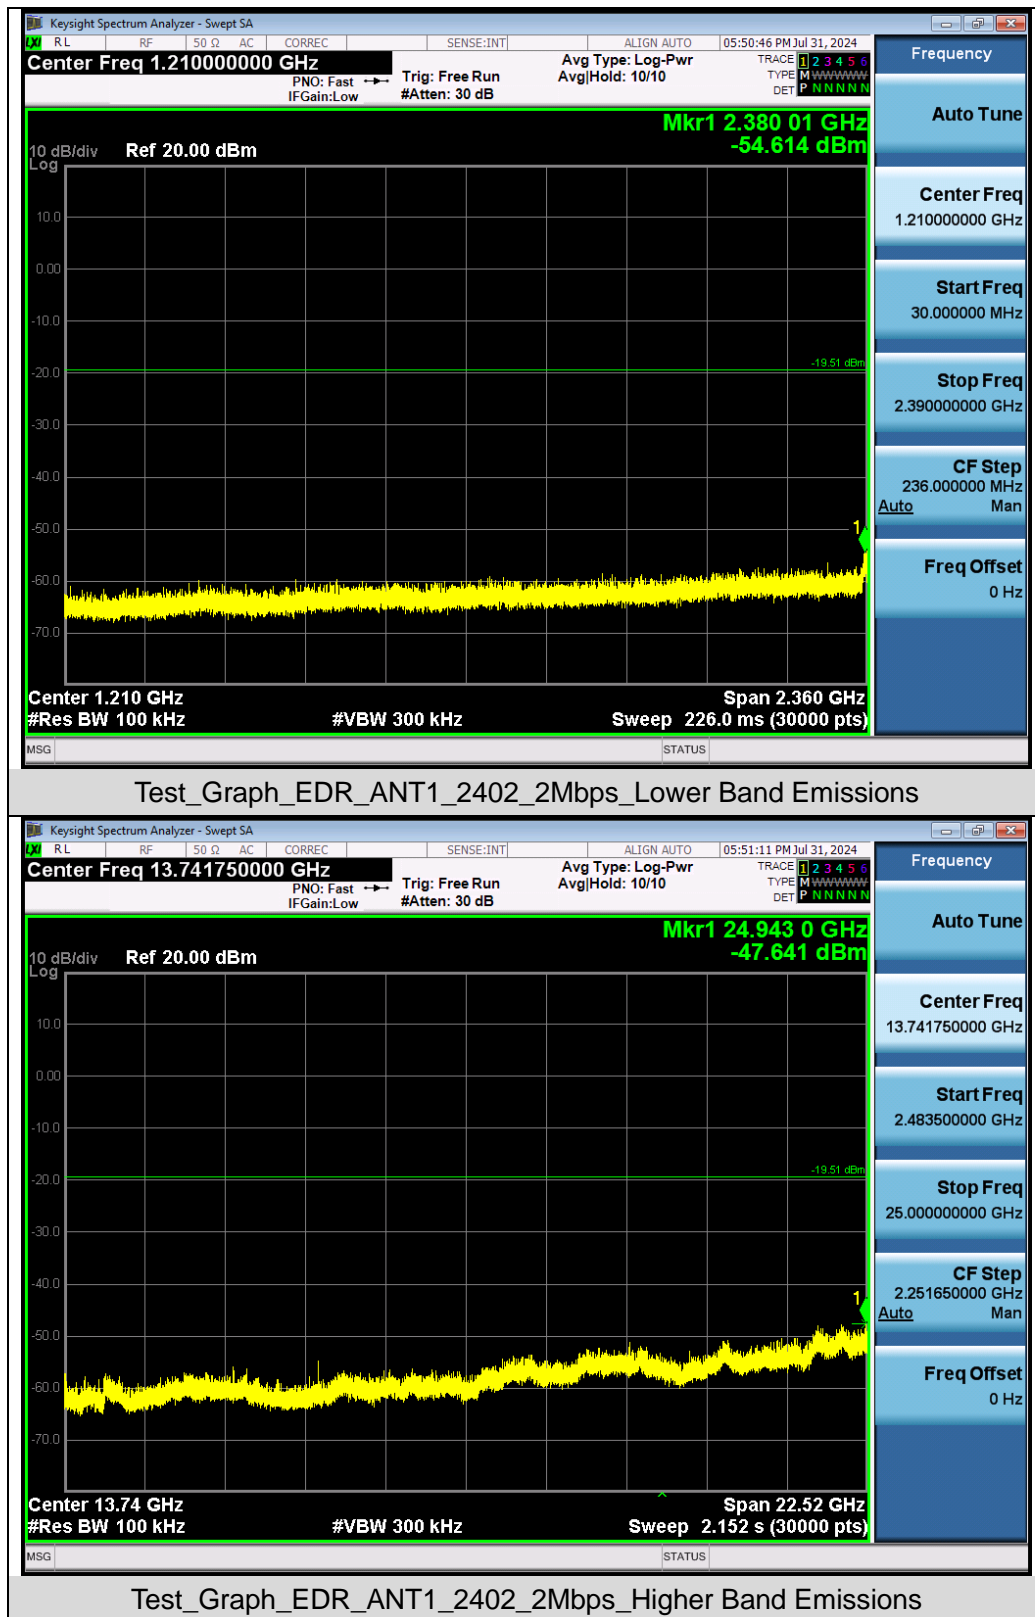 Keysight Spectrum Analyzer - Swept SA
LXI RL RF 50 Ω AC CORREC SENSE:INT ALIGN AUTO 05:50:46 PM Jul 31, 2024
Center Freq 1.210000000 GHz
PNO: Fast
IFGain:Low
Trig: Free Run
#Atten: 30 dB
Avg Type: Log-Pwr
Avg|Hold: 10/10
TRACE 1 2 3 4 5 6
TYPE M W W W W W
DET P N N N N N
Mkr1 2.380 01 GHz
-54.614 dBm
10 dB/div
Log
Ref 20.00 dBm
10.0
0.00
-10.0
-19.51 dBm
-20.0
-30.0
-40.0
-50.0
1
-60.0
-70.0
Center 1.210 GHz Span 2.360 GHz
#Res BW 100 kHz #VBW 300 kHz Sweep 226.0 ms (30000 pts)
MSG STATUS
Frequency
Auto Tune
Center Freq
1.210000000 GHz
Start Freq
30.000000 MHz
Stop Freq
2.390000000 GHz
CF Step
236.000000 MHz
Auto Man
Freq Offset
0 Hz
Test_Graph_EDR_ANT1_2402_2Mbps_Lower Band Emissions
Keysight Spectrum Analyzer - Swept SA
LXI RL RF 50 Ω AC CORREC SENSE:INT ALIGN AUTO 05:51:11 PM Jul 31, 2024
Center Freq 13.741750000 GHz
PNO: Fast
IFGain:Low
Trig: Free Run
#Atten: 30 dB
Avg Type: Log-Pwr
Avg|Hold: 10/10
TRACE 1 2 3 4 5 6
TYPE M W W W W W
DET P N N N N N
Mkr1 24.943 0 GHz
-47.641 dBm
10 dB/div
Log
Ref 20.00 dBm
10.0
0.00
-10.0
-19.51 dBm
-20.0
-30.0
-40.0
1
-50.0
-60.0
-70.0
Center 13.74 GHz Span 22.52 GHz
#Res BW 100 kHz #VBW 300 kHz Sweep 2.152 s (30000 pts)
MSG STATUS
Frequency
Auto Tune
Center Freq
13.741750000 GHz
Start Freq
2.483500000 GHz
Stop Freq
25.000000000 GHz
CF Step
2.251650000 GHz
Auto Man
Freq Offset
0 Hz
Test_Graph_EDR_ANT1_2402_2Mbps_Higher Band Emissions